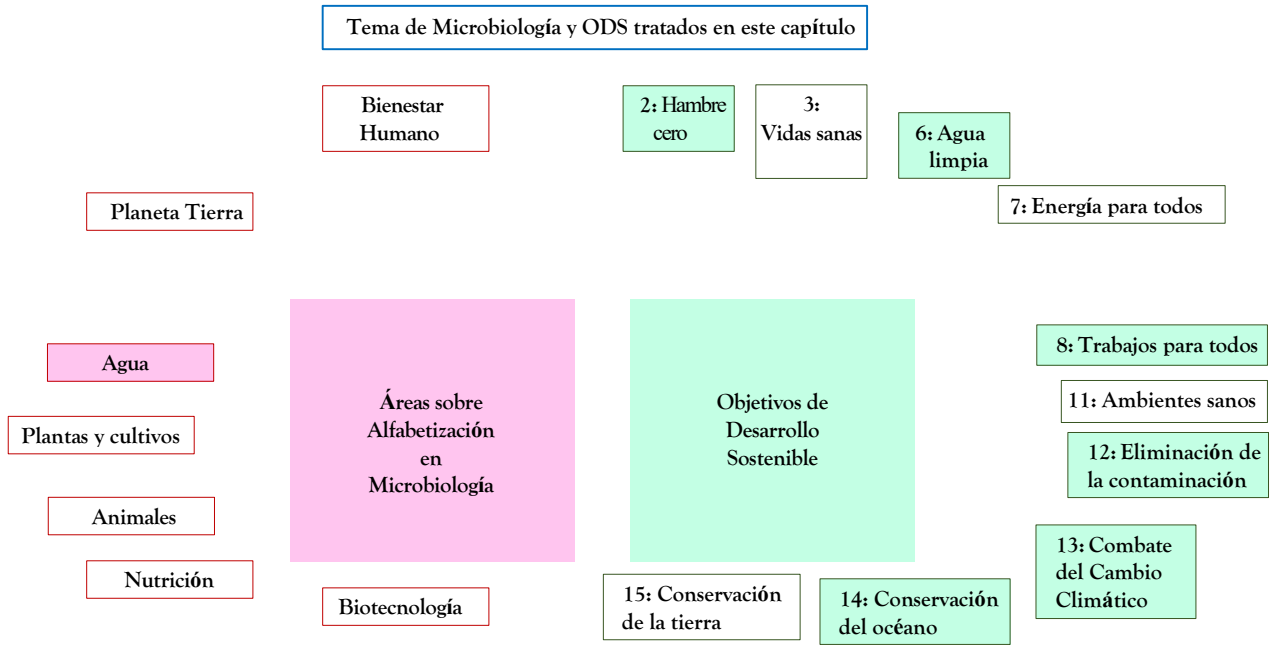 Tema de Microbiología y ODS tratados en este capítulo
Bienestar
Humano
2: Hambre
cero
3:
Vidas sanas
6: Agua
limpia
Planeta Tierra
7: Energía para todos
Agua
Plantas y cultivos
Animales
Nutrición
Biotecnología
Áreas sobre
Alfabetización
en
Microbiología
Objetivos de
Desarrollo
Sostenible
8: Trabajos para todos
11: Ambientes sanos
12: Eliminación de
la contaminación
13: Combate
del Cambio
Climático
15: Conservación
de la tierra
14: Conservación
del océano